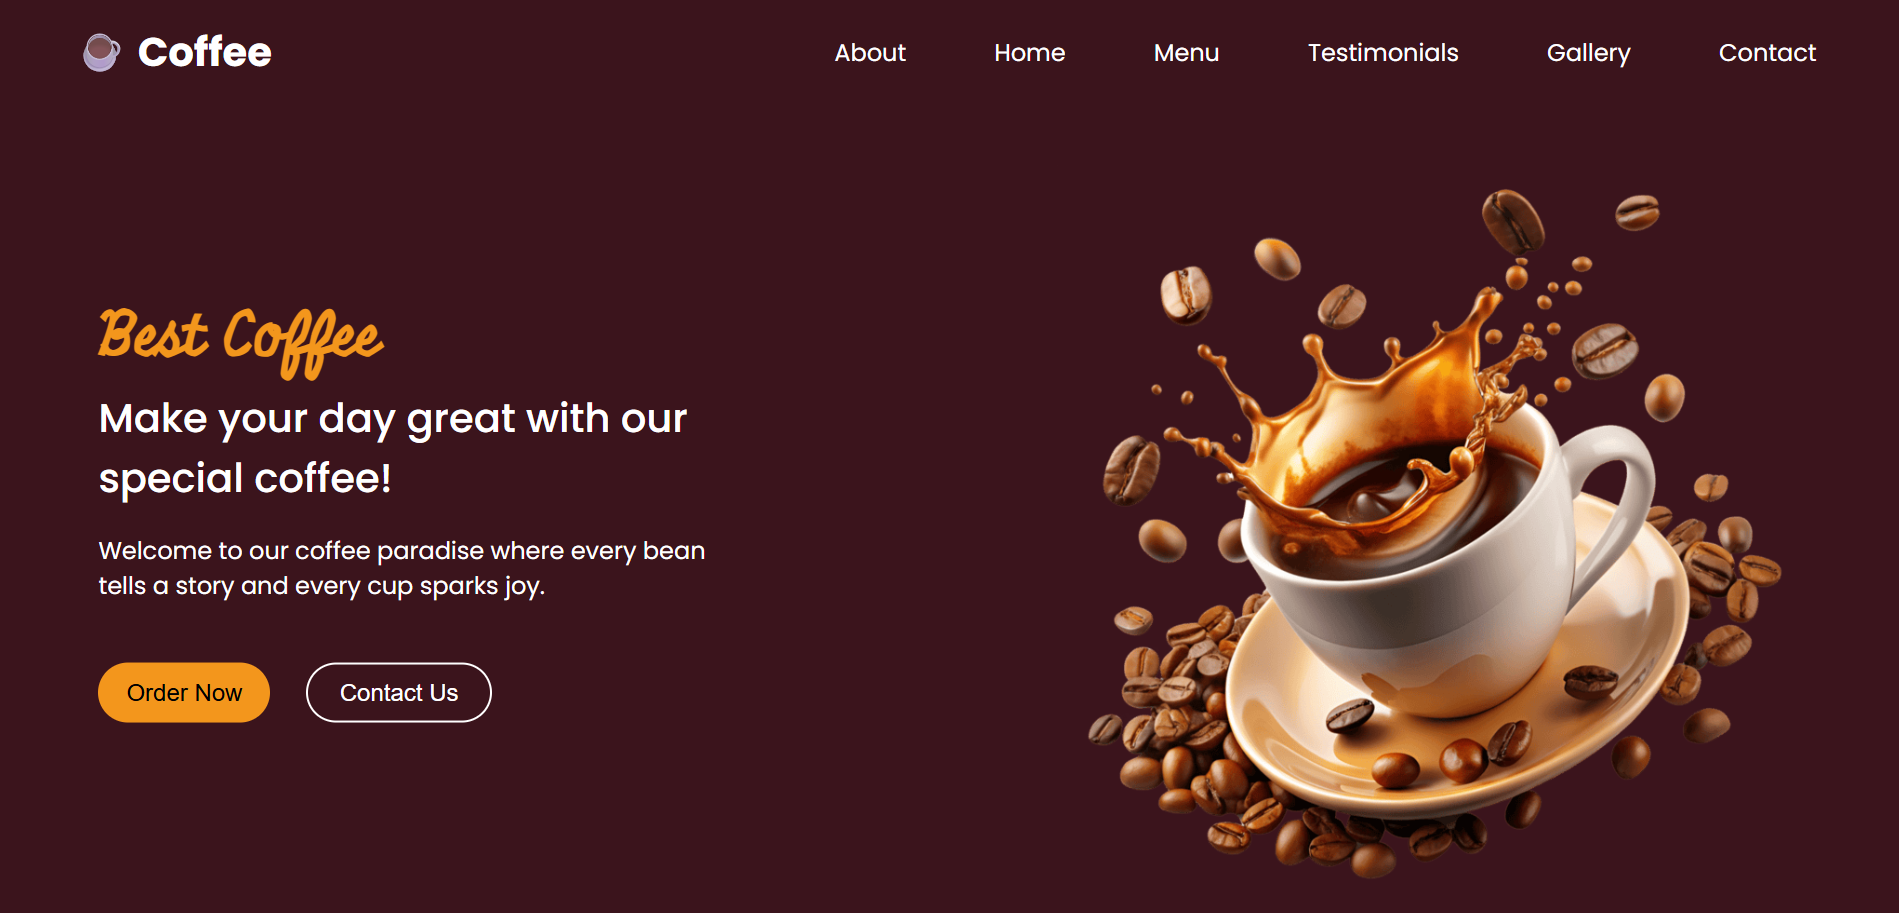 Coffee
About Home Menu Testimonials Gallery Contact
Best Coffee
Make your day great with our
special coffee!
Welcome to our coffee paradise where every bean
tells a story and every cup sparks joy.
Order Now Contact Us